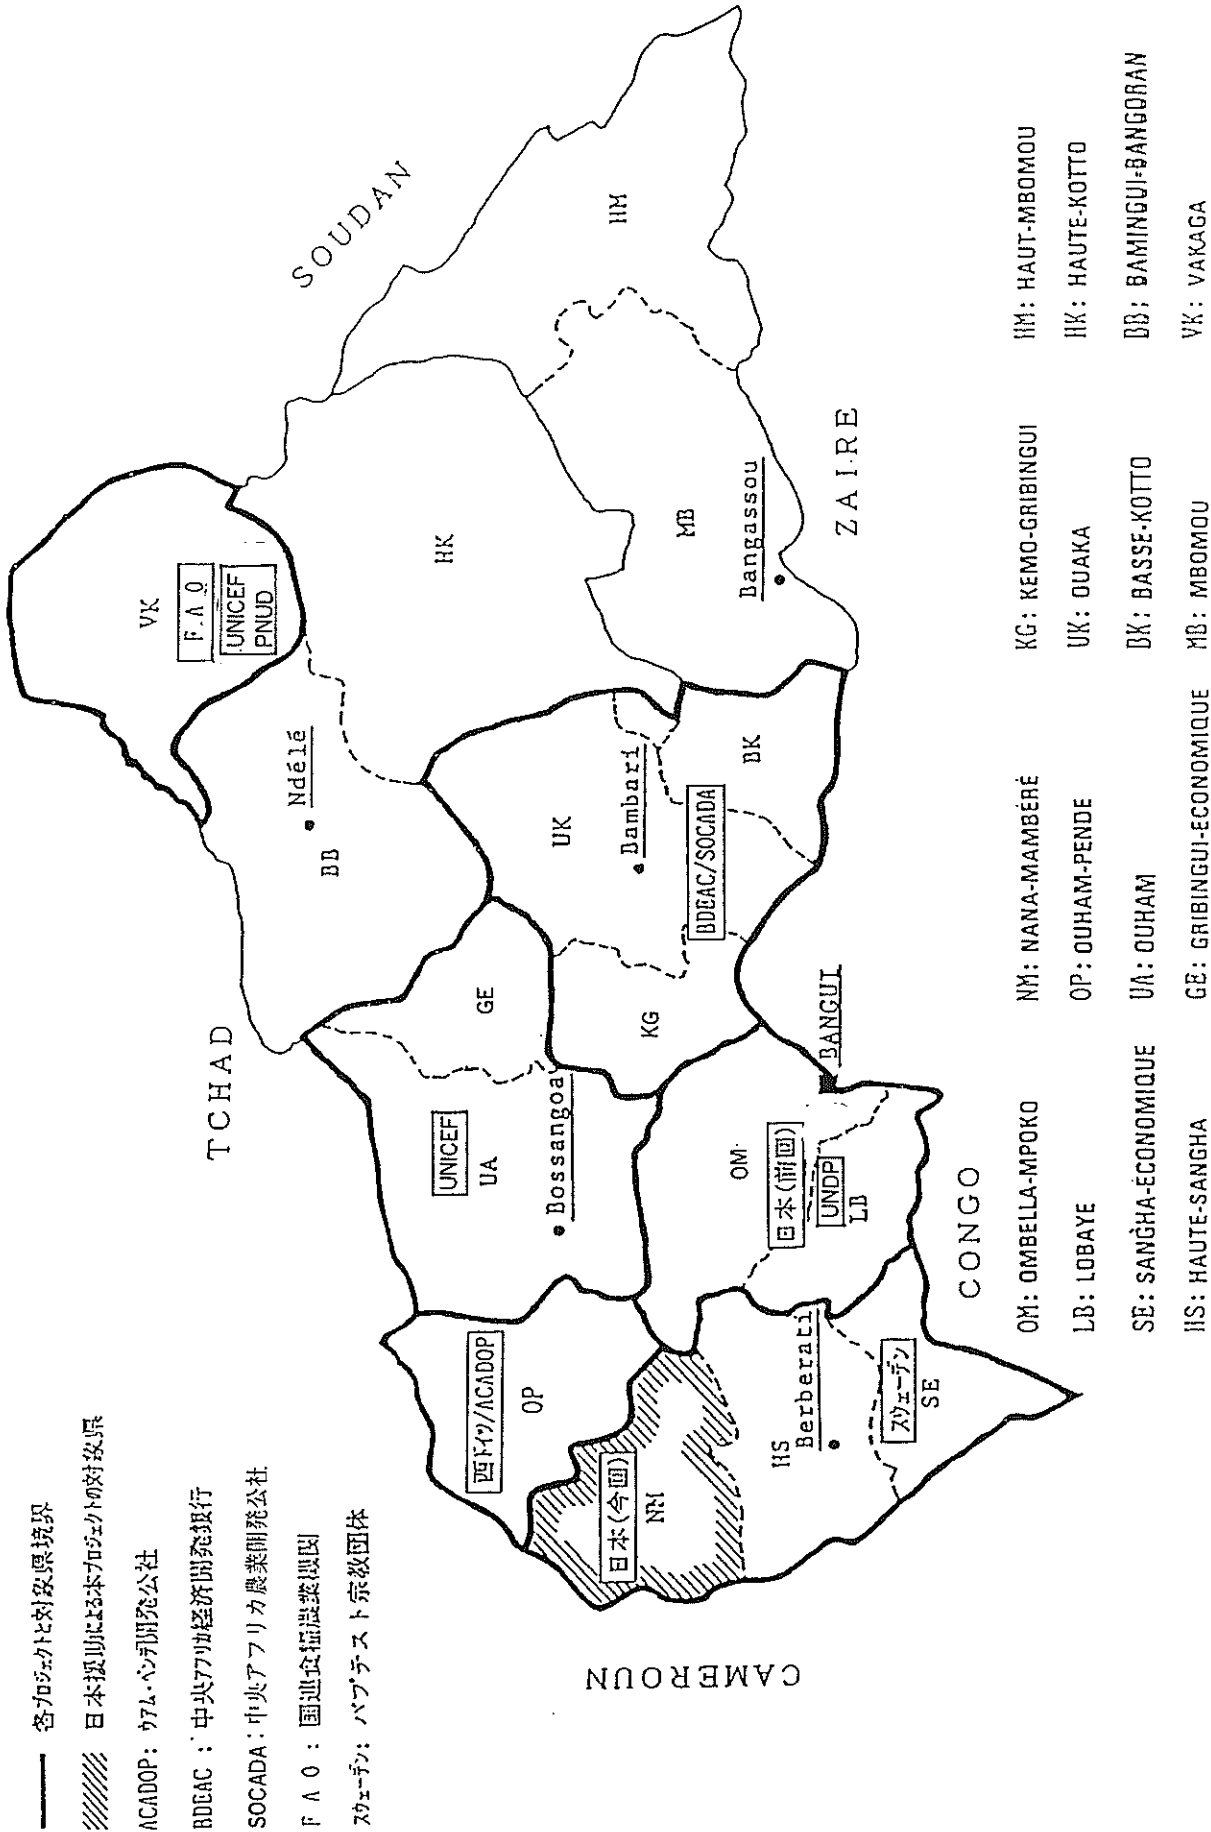 各プロジェクトと対象県境界
日本援助による本プロジェクトの対象県
ACADOP: ウアム・ペンデ開発公社
BDEAC : 中央アフリカ経済開発銀行
SOCADA : 中央アフリカ農業開発公社
F A O : 国連食糧農業機関
スウェーデン: バプテスト宗教団体
TCHAD
SOUDAN
VK
F.A O
UNICEF
PNUD
Ndélé
BB
HK
HM
西ドイツ/ACADOP
OP
UNICEF
UA
Bossangoa
GE
KG
UK
Bambari
BDEAC/SOCADA
BK
MB
Bangassou
日本(今回)
NM
OM
日本(前回)
UNDP
LB
BANGUI
HS
Berberati
スウェーデン
SE
CAMEROUN
CONGO
ZAIRE
OM: OMBELLA-MPOKO
LB: LOBAYE
SE: SANGHA-ÉCONOMIQUE
HS: HAUTE-SANGHA
NM: NANA-MAMBÉRÉ
OP: OUHAM-PENDE
UA: OUHAM
GE: GRIBINGUI-ECONOMIQUE
KG: KEMO-GRIBINGUI
UK: OUAKA
BK: BASSE-KOTTO
MB: MBOMOU
HM: HAUT-MBOMOU
HK: HAUTE-KOTTO
BB: BAMINGUI-BANGORAN
VK: VAKAGA